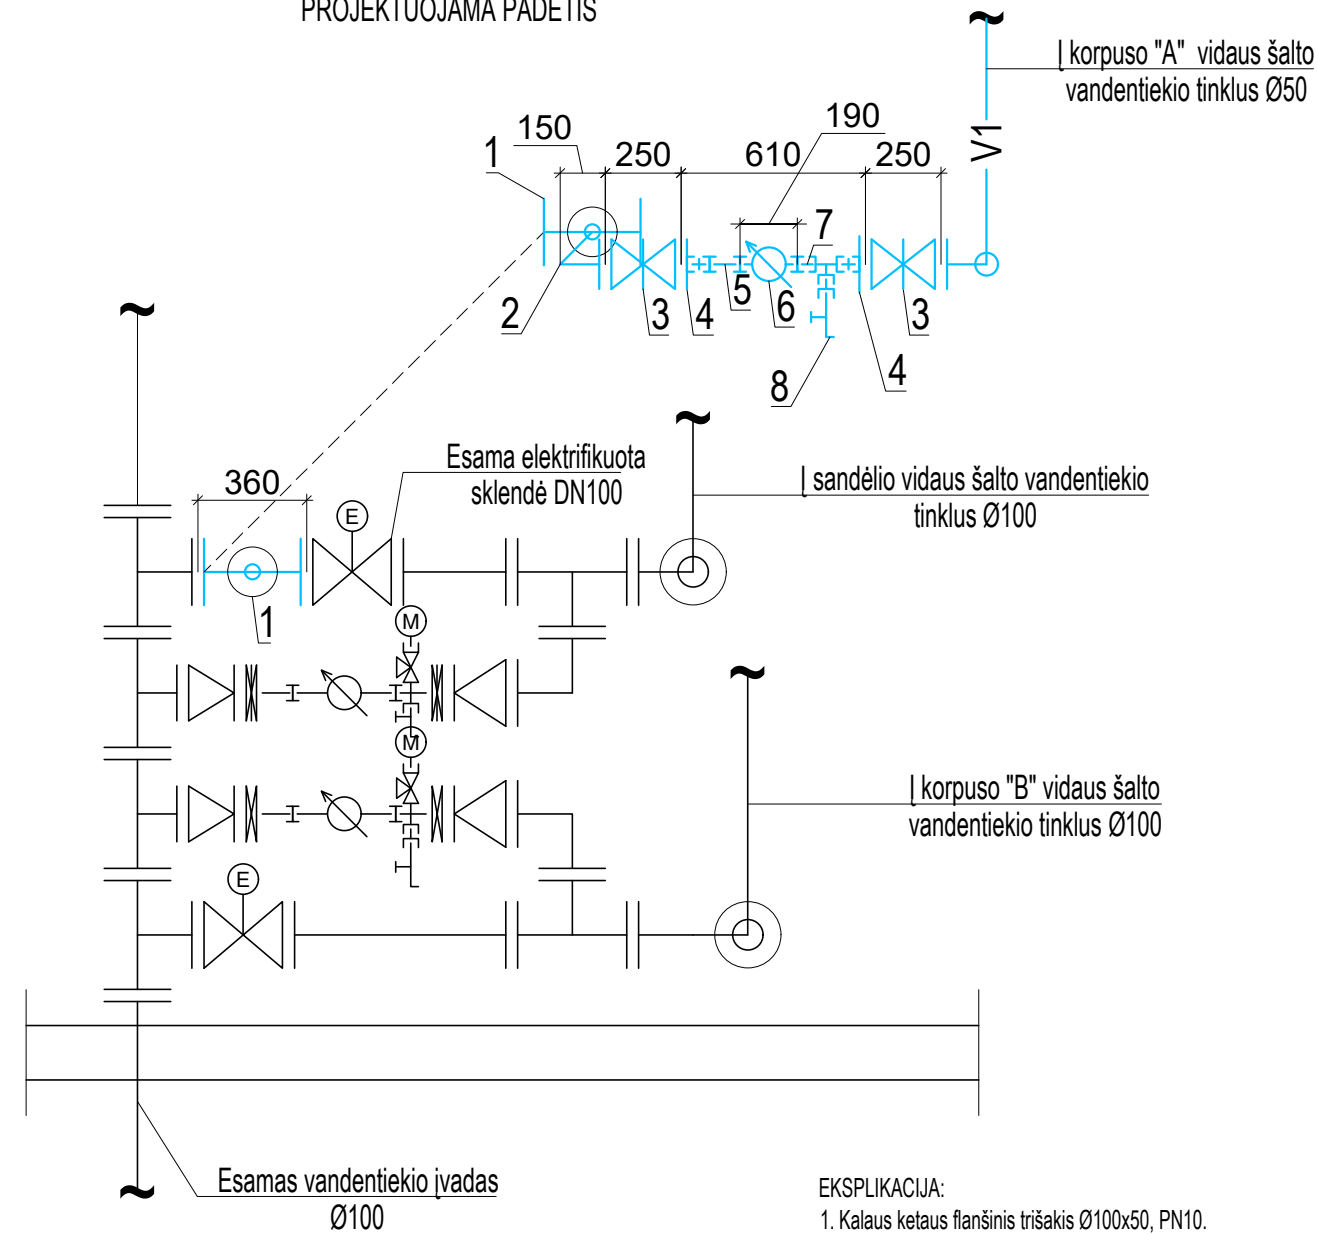 PROJEKTUOJAMA PADĖTIS
Į korpuso "A" vidaus šalto
vandentiekio tinklus Ø50
V1
190
150
250
610
250
1
7
2
3
4
5
6
3
8
4
Esama elektrifikuota
sklendė DN100
360
E
Į sandėlio vidaus šalto vandentiekio
tinklus Ø100
1
M
M
Į korpuso "B" vidaus šalto
vandentiekio tinklus Ø100
E
Esamas vandentiekio įvadas
Ø100
EKSPLIKACIJA:
1. Kalaus ketaus flanšinis trišakis Ø100x50, PN10.